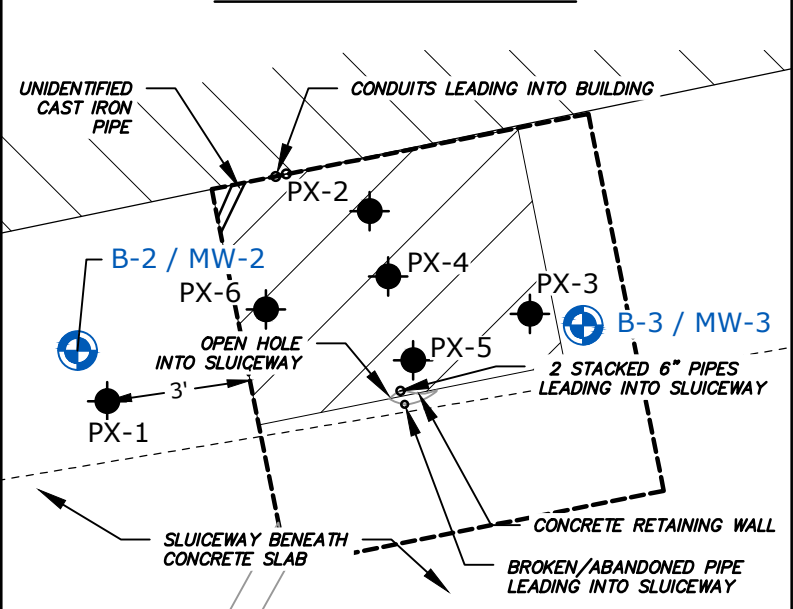 UNIDENTIFIED
CAST IRON
PIPE
CONDUITS LEADING INTO BUILDING
PX-2
B-2 / MW-2
PX-4
PX-6
PX-3
B-3 / MW-3
OPEN HOLE
INTO SLUICEWAY
PX-5
2 STACKED 6" PIPES
LEADING INTO SLUICEWAY
3'
PX-1
SLUICEWAY BENEATH
CONCRETE SLAB
CONCRETE RETAINING WALL
BROKEN/ABANDONED PIPE
LEADING INTO SLUICEWAY